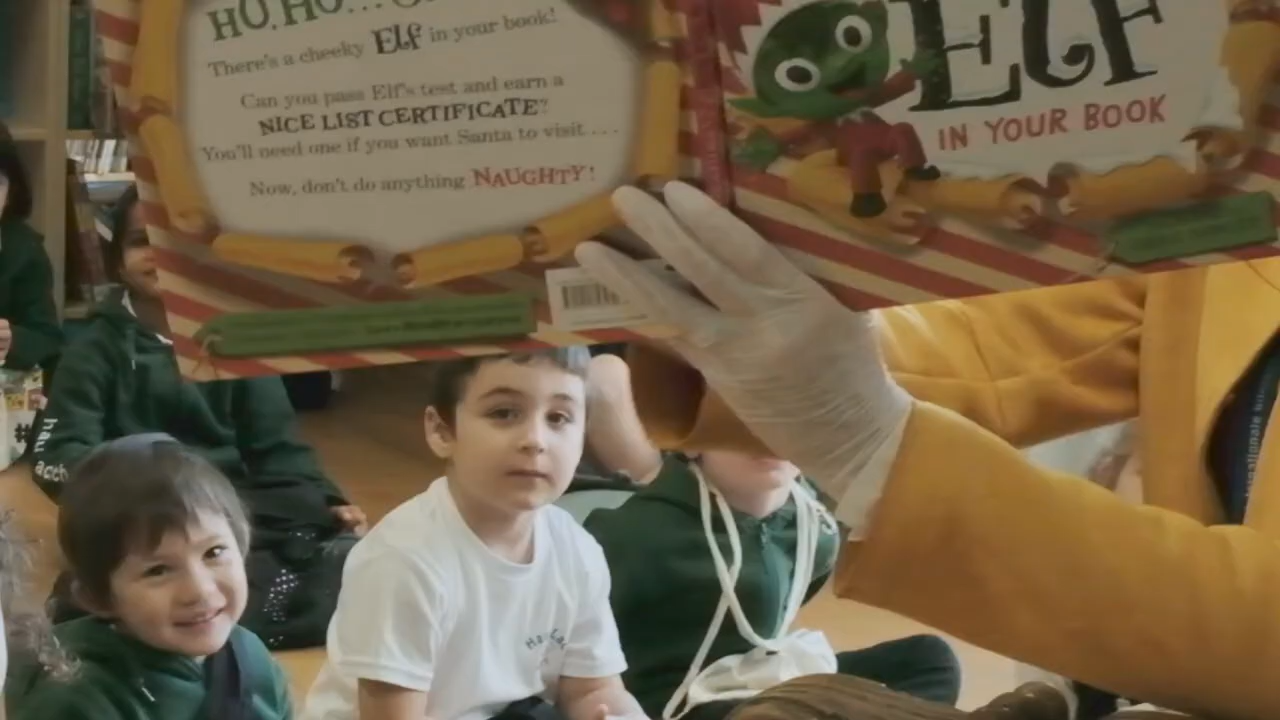 HO, HO...
There's a cheeky Elf in your book!
Can you pass Elf's test and earn a
NICE LIST CERTIFICATE?
You'll need one if you want Santa to visit....
Now, don't do anything NAUGHTY!
ELF
IN YOUR BOOK
hau